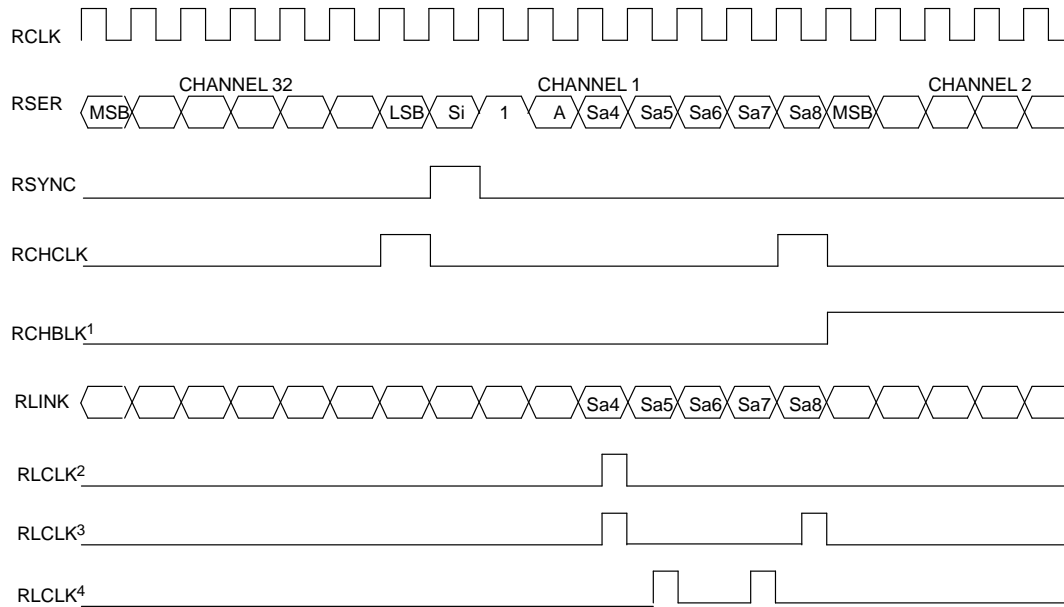 RCLK
CHANNEL 32 CHANNEL 1 CHANNEL 2
RSER MSB LSB Si 1 A Sa4 Sa5 Sa6 Sa7 Sa8 MSB
RSYNC
RCHCLK
RCHBLK1
RLINK Sa4 Sa5 Sa6 Sa7 Sa8
RLCLK2
RLCLK3
RLCLK4